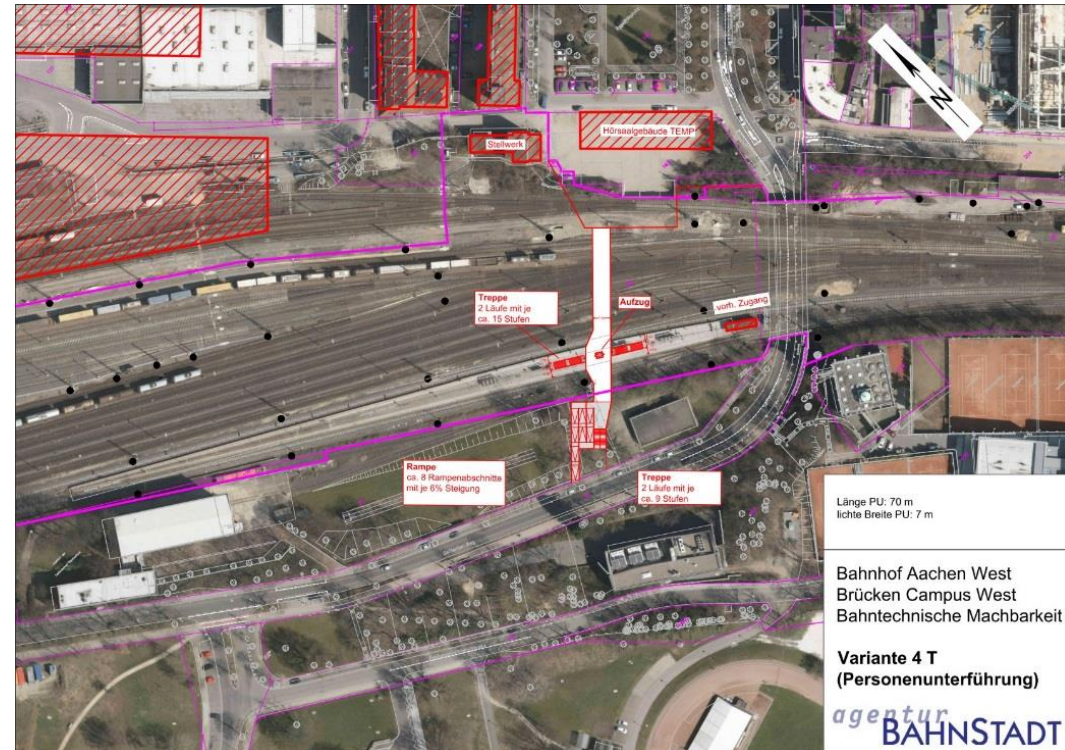 Hörsaalgebäude TEMP
Stellwerk
N
Treppe
2 Läufe mit je
ca. 15 Stufen
Aufzug
vorh. Zugang
Rampe
ca. 8 Rampenabschnitte
mit je 6% Steigung
Treppe
2 Läufe mit je
ca. 9 Stufen
Länge PU: 70 m
lichte Breite PU: 7 m
Bahnhof Aachen West
Brücken Campus West
Bahntechnische Machbarkeit
Variante 4 T
(Personenunterführung)
agentur
BAHNSTADT